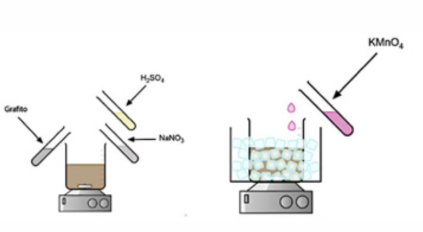 KMnO₄
H₂SO₄
Grafito
NaNO₃